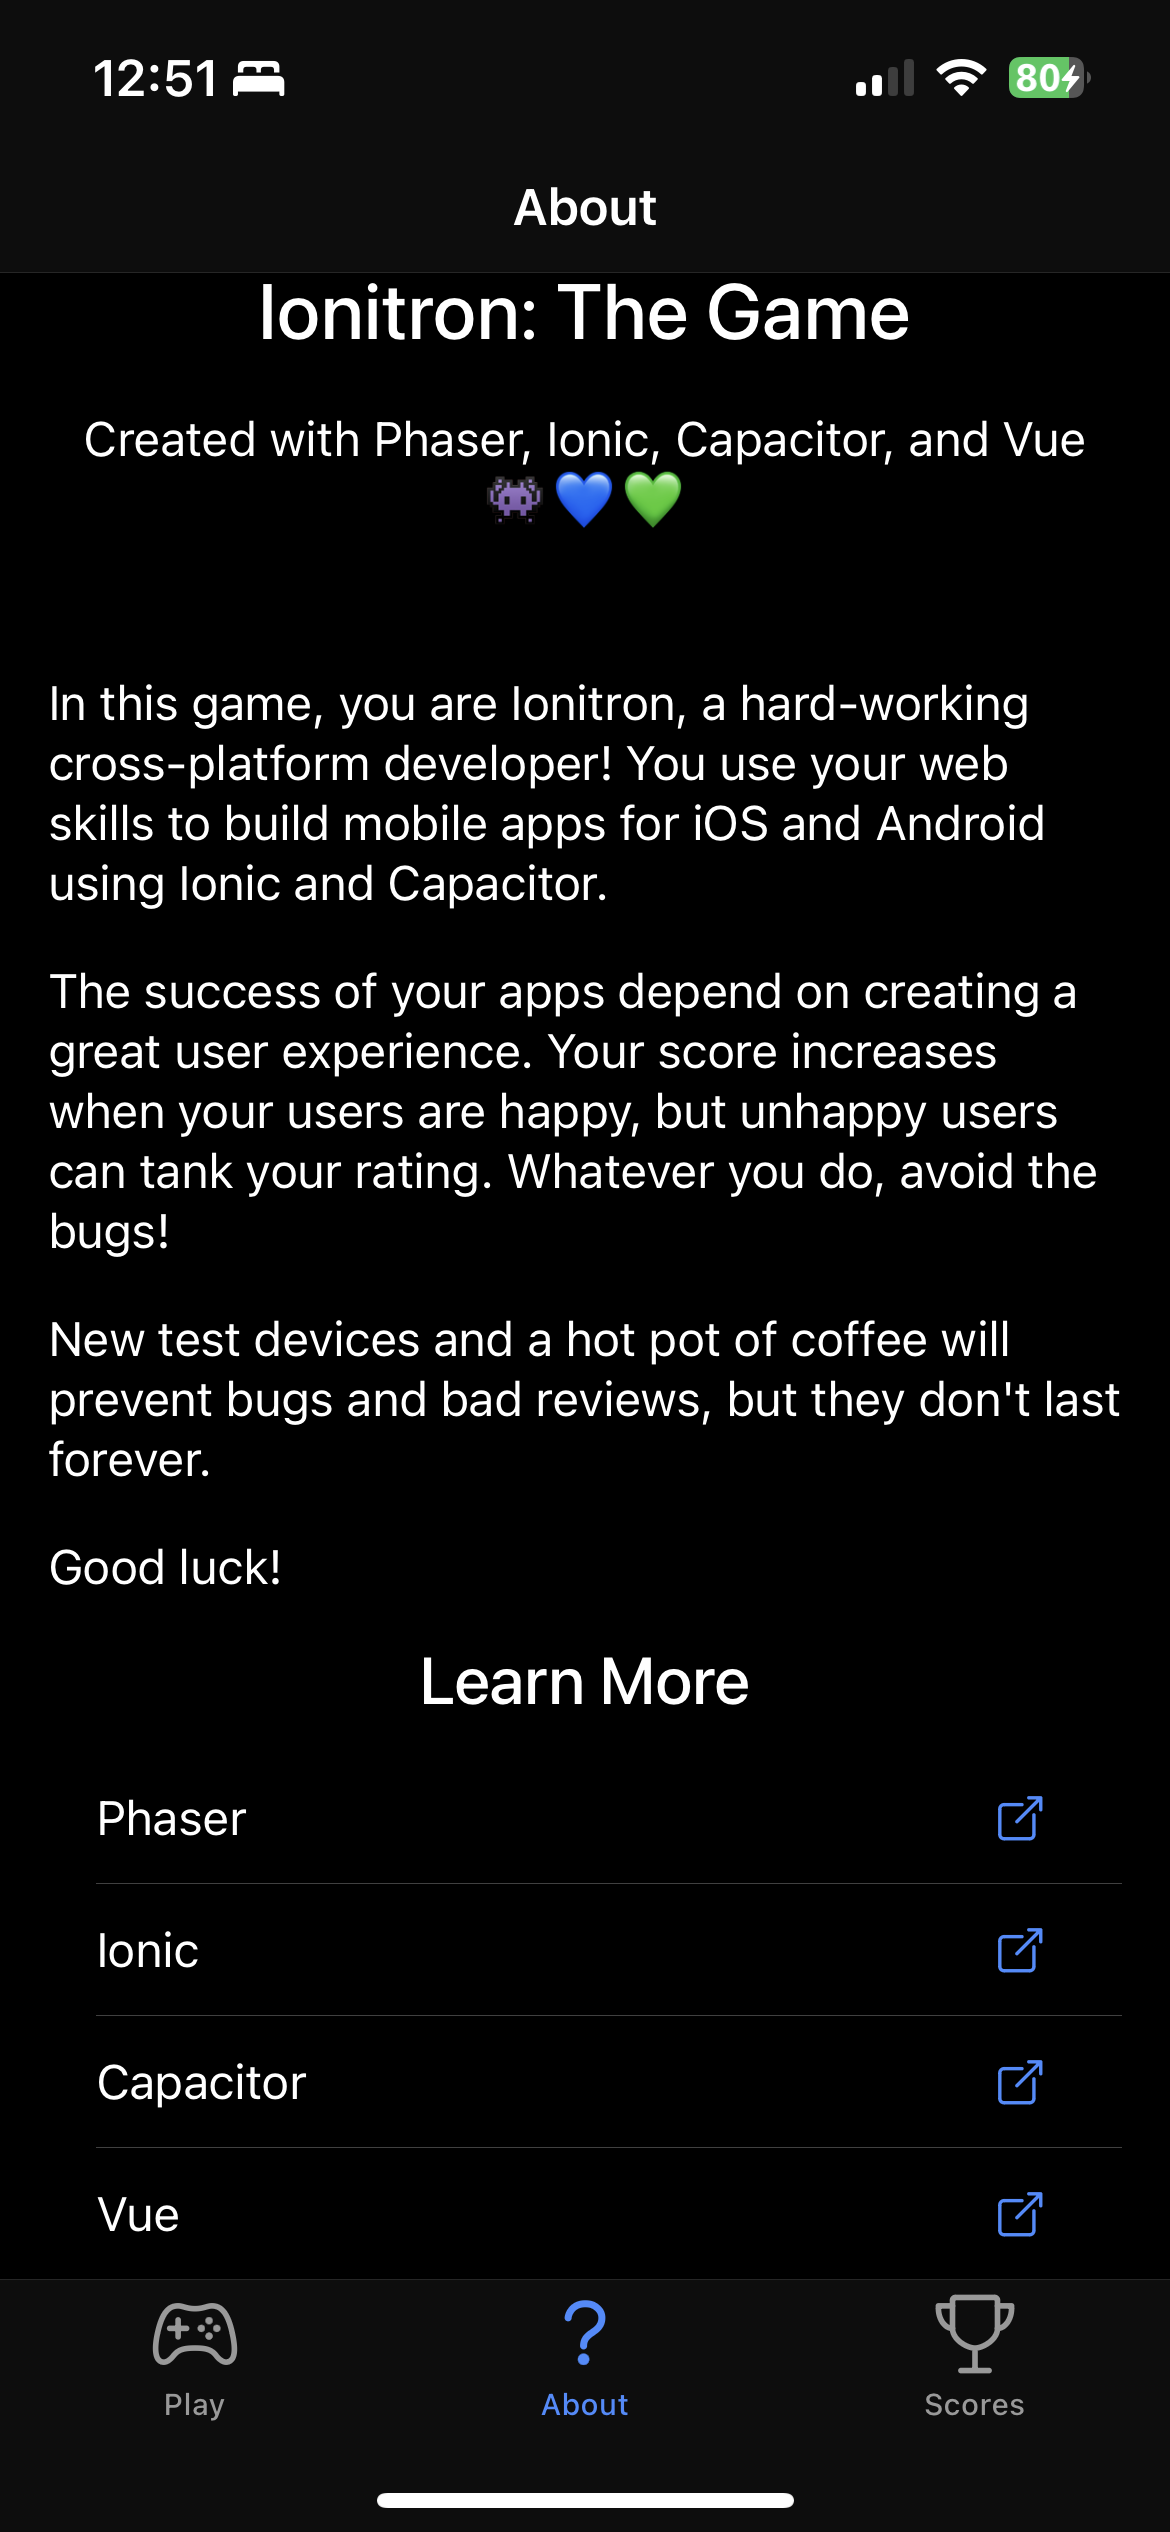 12:51
80
About
Ionitron: The Game
Created with Phaser, Ionic, Capacitor, and Vue
👾💙💚
In this game, you are Ionitron, a hard-working
cross-platform developer! You use your web
skills to build mobile apps for iOS and Android
using Ionic and Capacitor.
The success of your apps depend on creating a
great user experience. Your score increases
when your users are happy, but unhappy users
can tank your rating. Whatever you do, avoid the
bugs!
New test devices and a hot pot of coffee will
prevent bugs and bad reviews, but they don't last
forever.
Good luck!
Learn More
Phaser
Ionic
Capacitor
Vue
Play
About
Scores